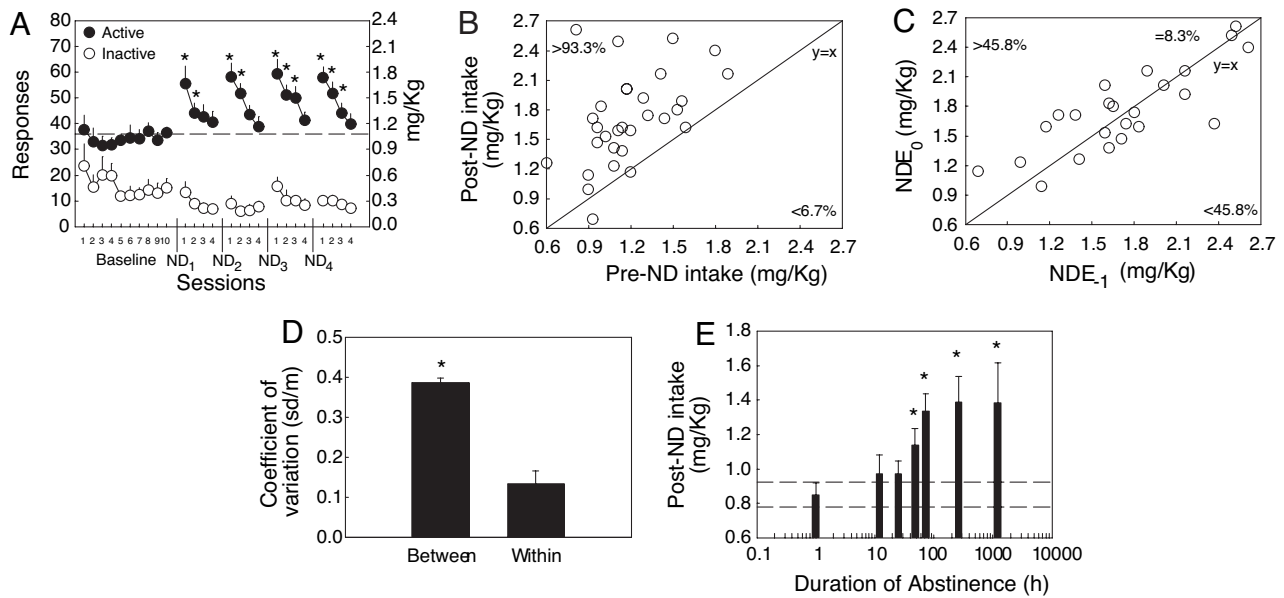 A
80
70
60
50
40
30
20
10
0
Responses
Active
Inactive
* * * * * * * * * * *
2.4
2.1
1.8
1.5
1.2
0.9
0.6
0.3
0.0
mg/Kg
1 2 3 4 5 6 7 8 9 10 1 2 3 4 1 2 3 4 1 2 3 4 1 2 3 4
Baseline ND1 ND2 ND3 ND4
Sessions
B
2.7
2.4
2.1
1.8
1.5
1.2
0.9
0.6
Post-ND intake
(mg/Kg)
>93.3%
y=x
<6.7%
0.6 0.9 1.2 1.5 1.8 2.1 2.4 2.7
Pre-ND intake (mg/Kg)
C
2.7
2.4
2.1
1.8
1.5
1.2
0.9
0.6
NDE0 (mg/Kg)
>45.8%
=8.3%
y=x
<45.8%
0.6 0.9 1.2 1.5 1.8 2.1 2.4 2.7
NDE-1 (mg/Kg)
D
0.5
0.4
0.3
0.2
0.1
0.0
Coefficient of
variation (sd/m)
*
Between Within
E
1.8
1.6
1.4
1.2
1.0
0.8
0.6
Post-ND intake
(mg/Kg)
* * * *
0.1 1 10 100 1000 10000
Duration of Abstinence (h)